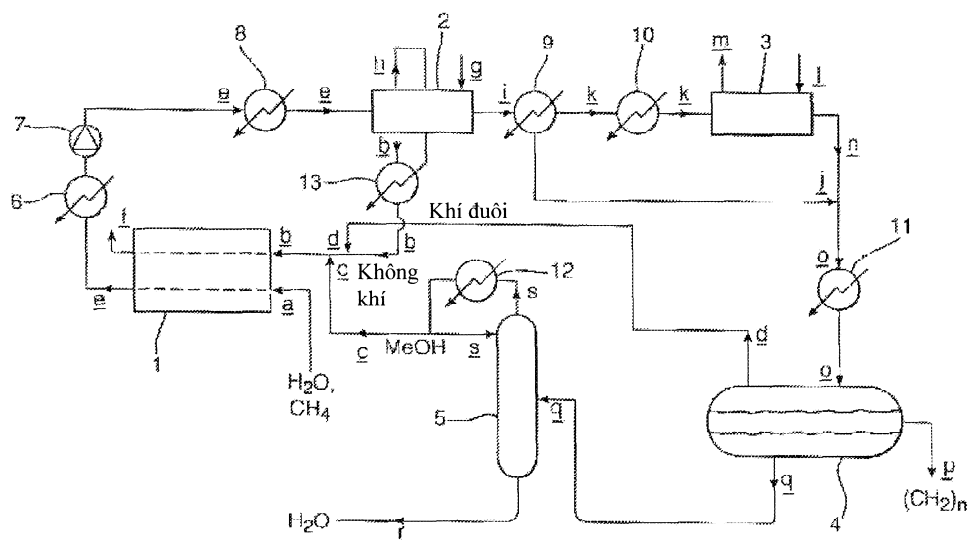 8
2
9
10
m
3
h
g
l
e
e
i
k
k
7
b
n
13
j
6
Khí đuôi
11
f
b
d
b
c
Không
khí
12
o
s
e
a
c
MeOH
s
d
o
1
H₂O,
CH₄
5
q
q
p
(CH₂)n
4
H₂O
r